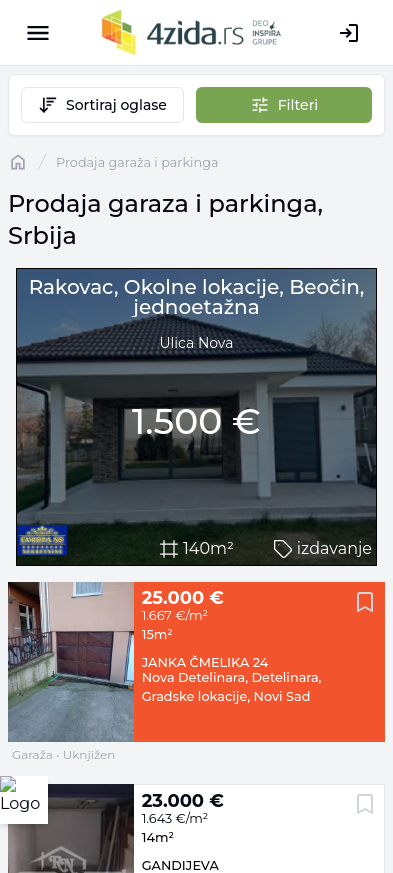 4zida.rs
DEO
INSPIRA
GRUPE
Sortiraj oglase
Filteri
/ Prodaja garaža i parkinga
Prodaja garaza i parkinga,
Srbija
Rakovac, Okolne lokacije, Beočin,
jednoetažna
Ulica Nova
1.500 €
140m²
izdavanje
25.000 €
1.667 €/m²
15m²
JANKA ČMELIKA 24
Nova Detelinara, Detelinara,
Gradske lokacije, Novi Sad
Garaža • Uknjižen
Logo
23.000 €
1.643 €/m²
14m²
GANDIJEVA